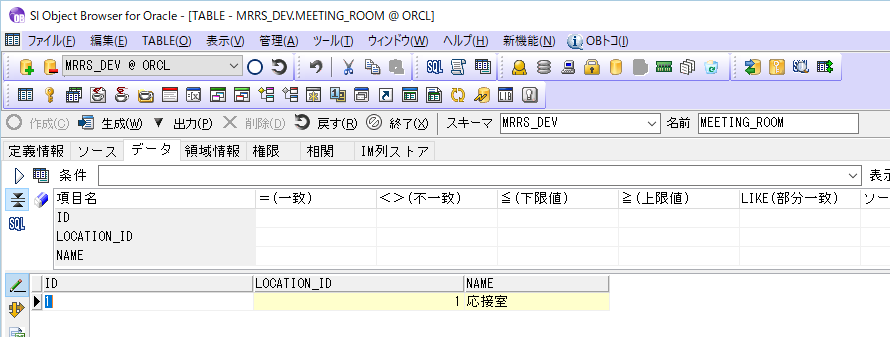 SI Object Browser for Oracle - [TABLE - MRRS_DEV.MEETING_ROOM @ ORCL]
ファイル(F) 編集(E) TABLE(O) 表示(V) 管理(A) ツール(T) ウィンドウ(W) ヘルプ(H) 新機能(N) OBトコ(I)
MRRS_DEV @ ORCL SQL SQL
作成(C) 生成(W) 出力(P) 削除(D) 戻す(R) 終了(X) スキーマ MRRS_DEV 名前 MEETING_ROOM
定義情報 ソース データ 領域情報 権限 相関 IM列ストア
条件 表示
項目名 =(一致) <>(不一致) ≦(下限値) ≧(上限値) LIKE(部分一致) ソー
ID
SQL LOCATION_ID
NAME
ID LOCATION_ID NAME
1 1 応接室